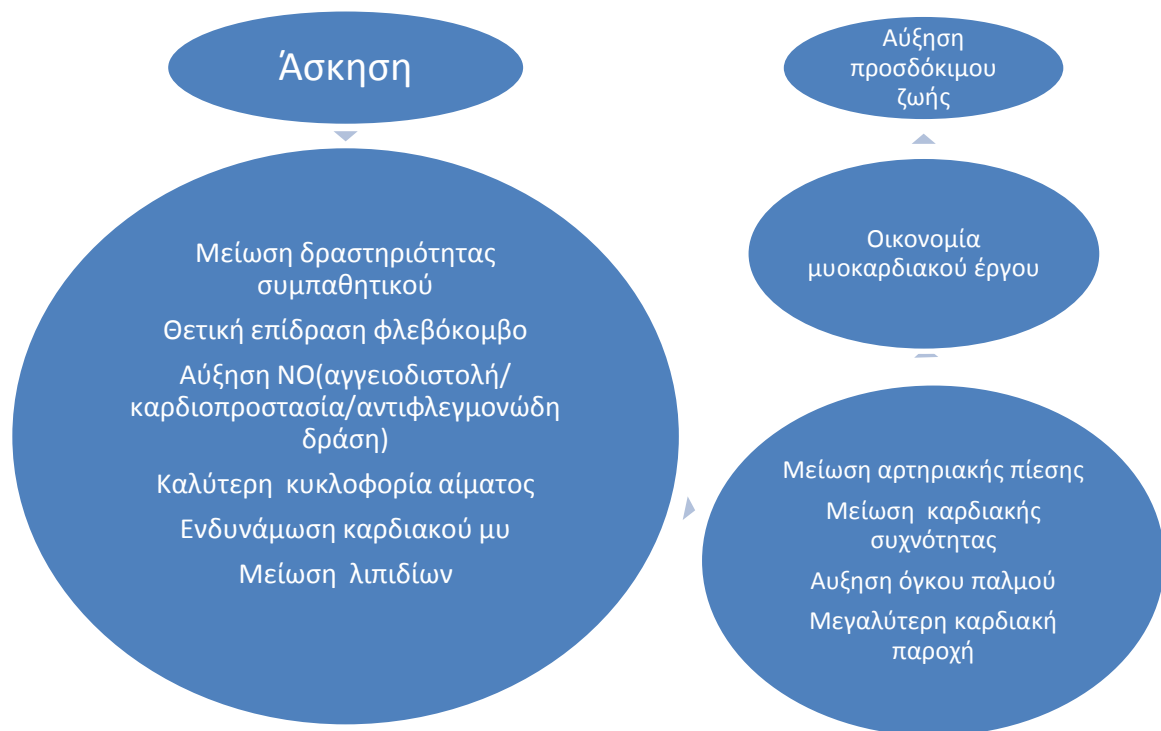 Άσκηση
Μείωση δραστηριότητας
συμπαθητικού
Θετική επίδραση φλεβόκομβο
Αύξηση ΝΟ(αγγειοδιστολή/
καρδιοπροστασία/αντιφλεγμονώδη
δράση)
Καλύτερη κυκλοφορία αίματος
Ενδυνάμωση καρδιακού μυ
Μείωση λιπιδίων
Μείωση αρτηριακής πίεσης
Μείωση καρδιακής
συχνότητας
Αυξηση όγκου παλμού
Μεγαλύτερη καρδιακή
παροχή
Οικονομία
μυοκαρδιακού έργου
Αύξηση
προσδόκιμου
ζωής